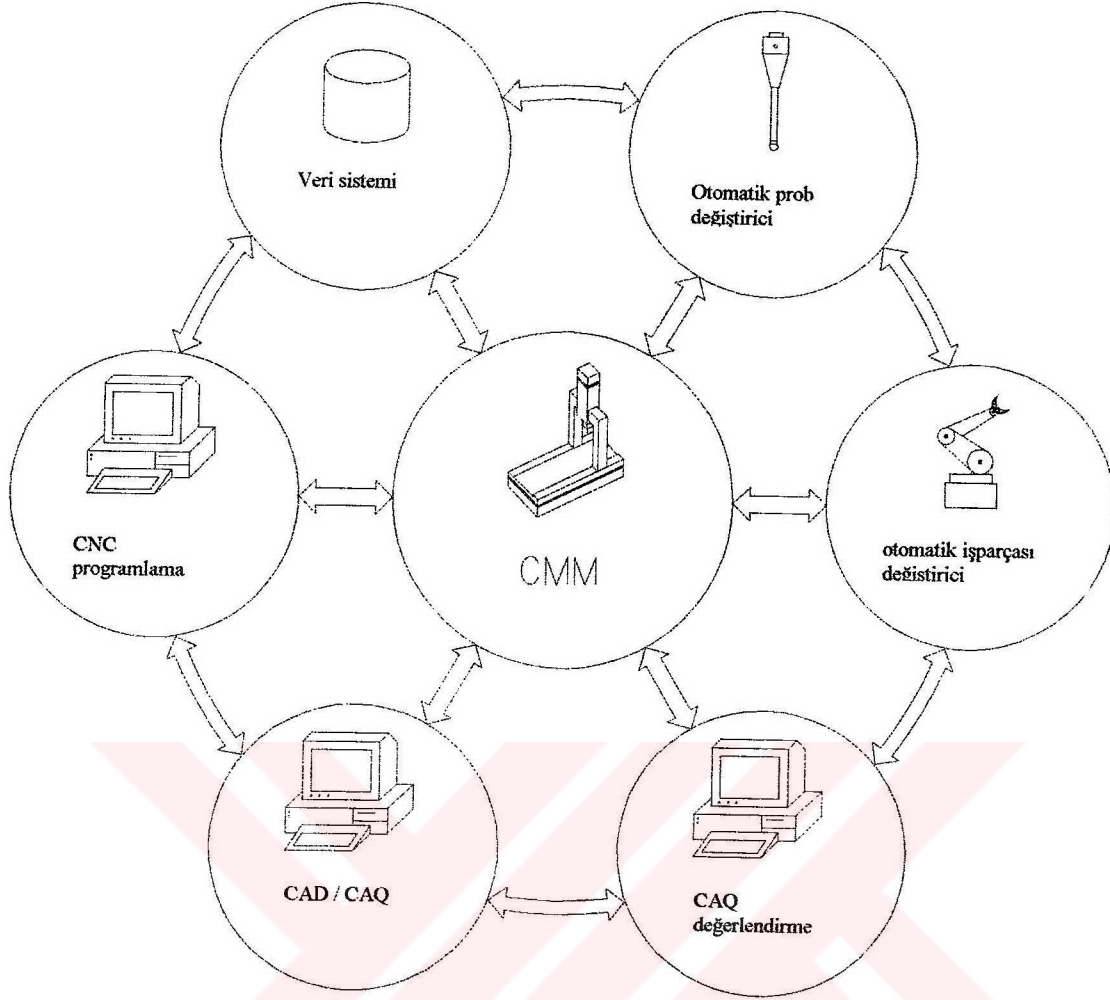 Veri sistemi
Otomatik prob
değiştirici
CNC
programlama
CMM
otomatik işparçası
değistirici
CAD / CAQ
CAQ
değerlendirme